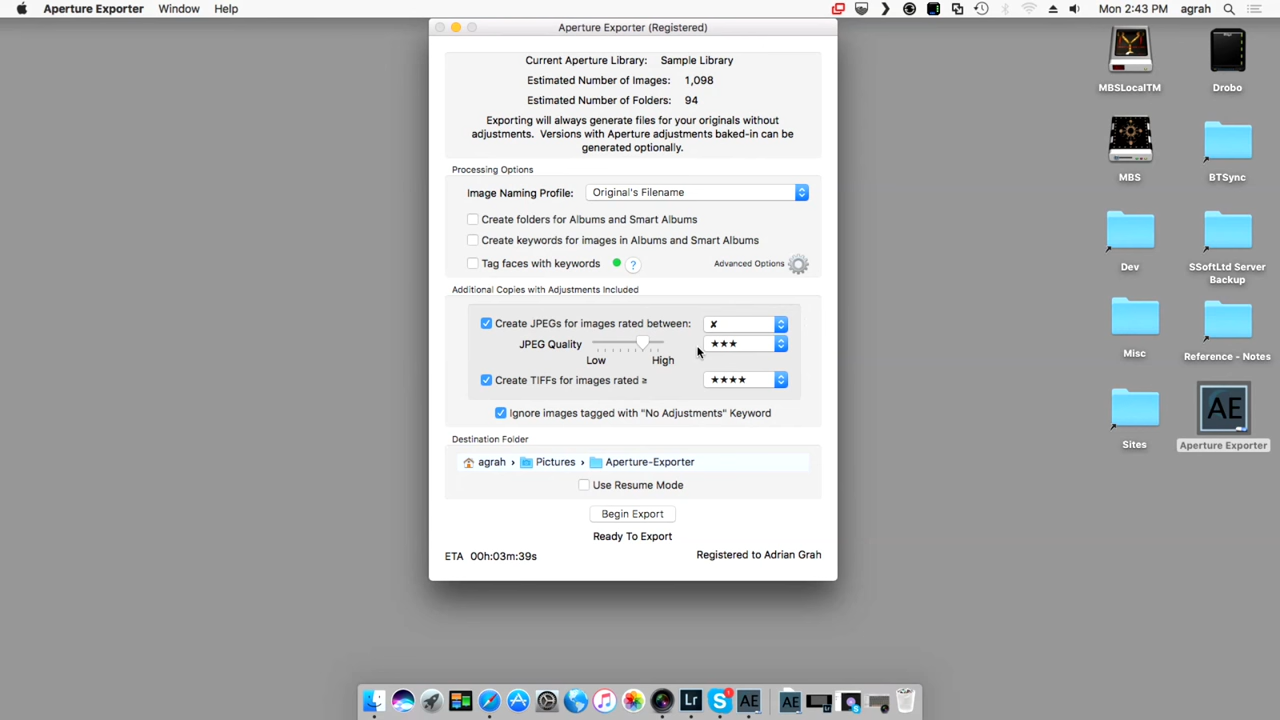 Aperture Exporter Window Help Mon 2:43 PM agrah
Aperture Exporter (Registered)
Current Aperture Library: Sample Library
Estimated Number of Images: 1,098
Estimated Number of Folders: 94
Exporting will always generate files for your originals without
adjustments. Versions with Aperture adjustments baked-in can be
generated optionally.
Processing Options
Image Naming Profile: Original's Filename
Create folders for Albums and Smart Albums
Create keywords for images in Albums and Smart Albums
Tag faces with keywords ? Advanced Options
Additional Copies with Adjustments Included
Create JPEGs for images rated between: ✘
JPEG Quality ★★★
Low High
Create TIFFs for images rated ≥ ★★★★
Ignore images tagged with "No Adjustments" Keyword
Destination Folder
agrah › Pictures › Aperture-Exporter
Use Resume Mode
Begin Export
Ready To Export
ETA 00h:03m:39s Registered to Adrian Grah
MBSLocalTM Drobo
MBS BTSync
Dev SSoftLtd Server
Backup
Misc Reference - Notes
AE
Sites Aperture Exporter
Lr S AE AE